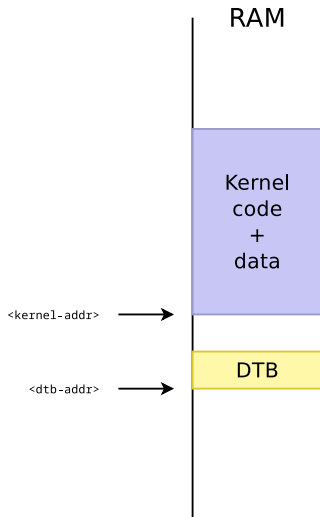 RAM
Kernel
code
+
data
<kernel-addr>
DTB
<dtb-addr>